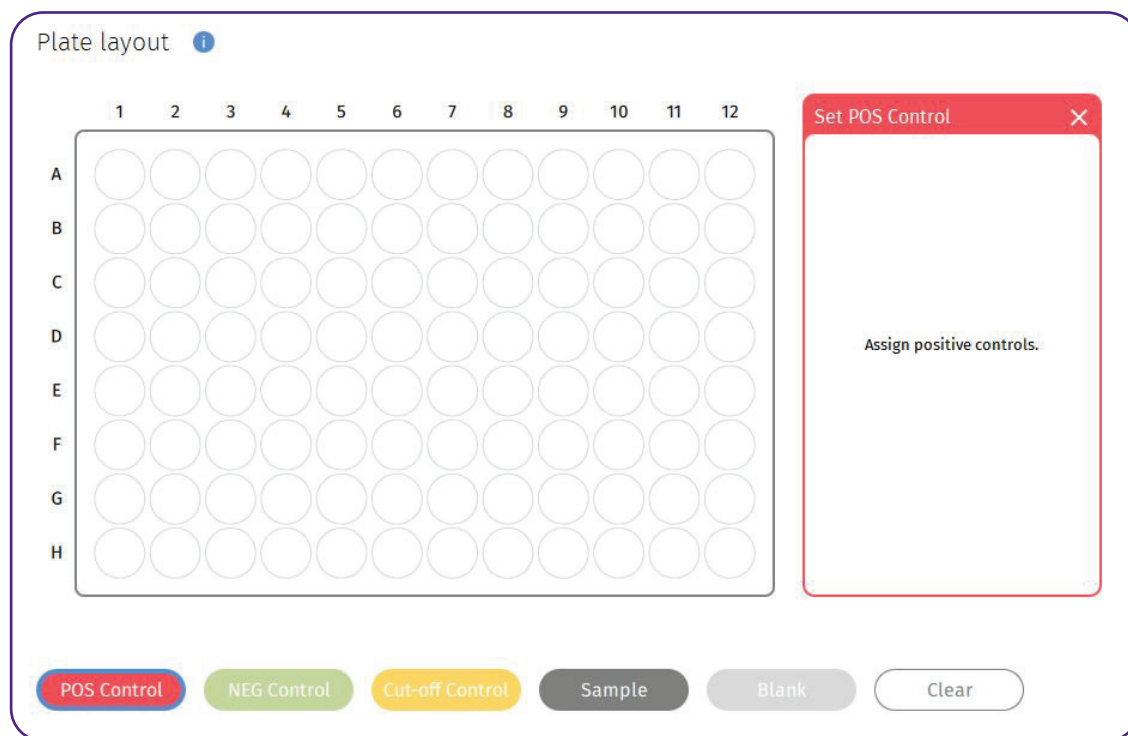 Plate layout i
1 2 3 4 5 6 7 8 9 10 11 12
Set POS Control
A
B
C
D
E
F
G
H
Assign positive controls.
POS Control NEG Control Cut-off Control Sample Blank Clear